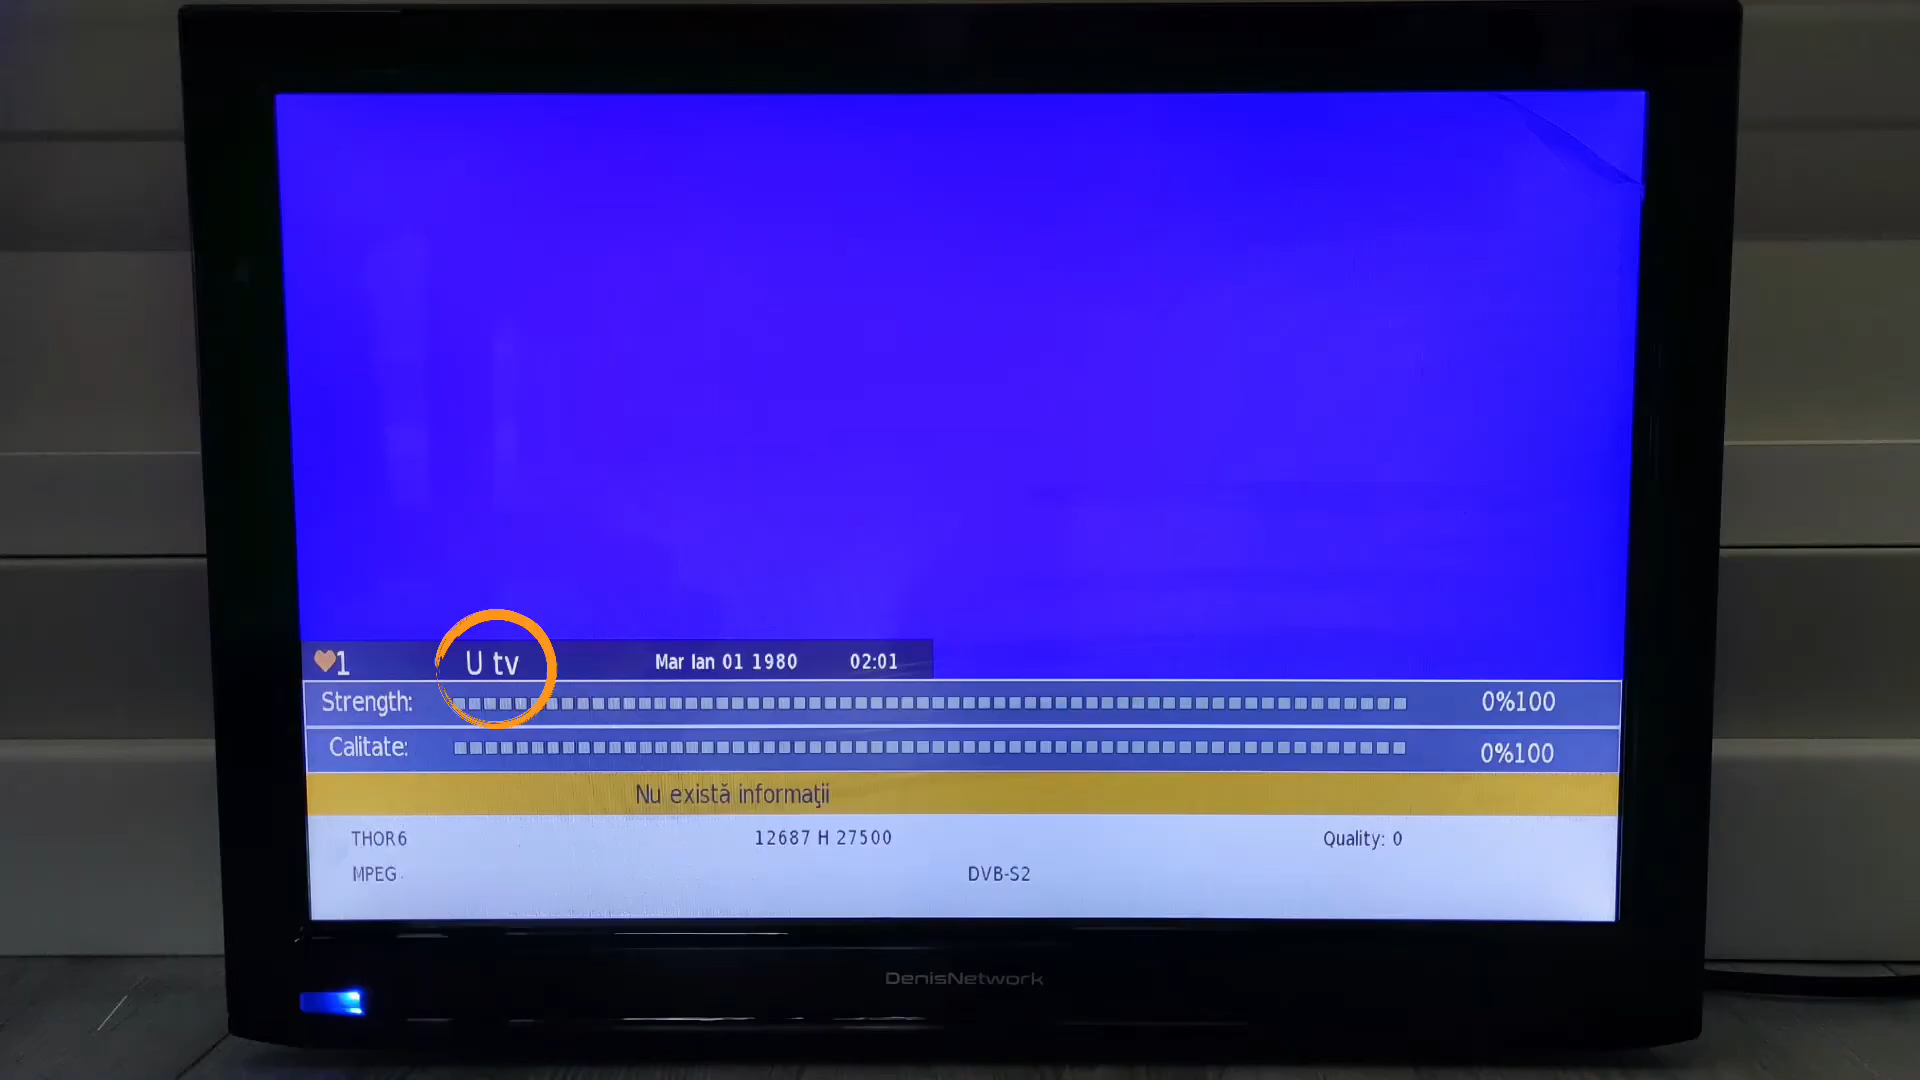 1 U tv Mar Ian 01 1980 02:01
Strength: 0%100
Calitate: 0%100
Nu există informaţii
THOR6 12687 H 27500 Quality: 0
MPEG DVB-S2
DenisNetwork